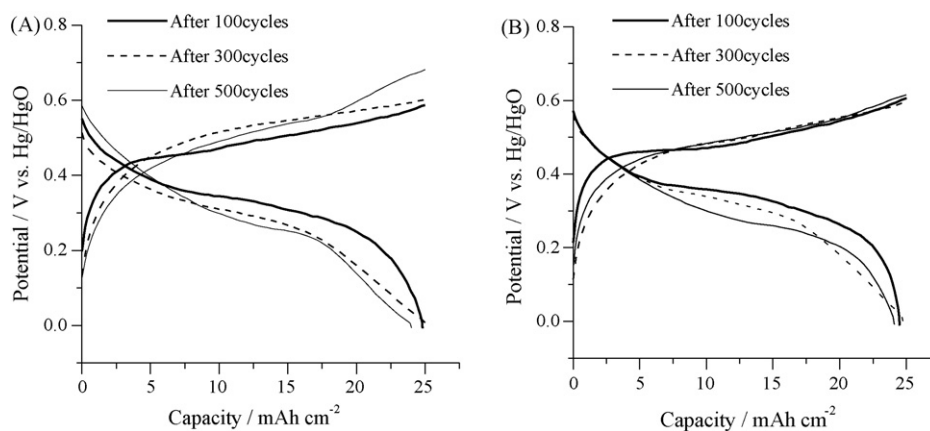 (A)
After 100cycles
After 300cycles
After 500cycles
0.8
0.6
0.4
0.2
0.0
Potential / V vs. Hg/HgO
0
5
10
15
20
25
Capacity / mAh cm-2
(B)
After 100cycles
After 300cycles
After 500cycles
0.8
0.6
0.4
0.2
0.0
Potential / V vs. Hg/HgO
0
5
10
15
20
25
Capacity / mAh cm-2